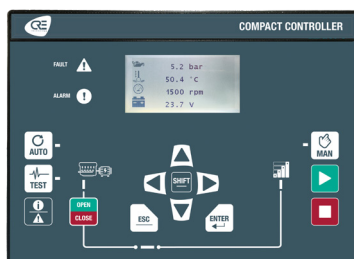 CRE
COMPACT CONTROLLER
FAULT
ALARM
5.2 bar
50.4 °C
1500 rpm
23.7 V
AUTO
MAN
TEST
SHIFT
OPEN
CLOSE
ESC
ENTER